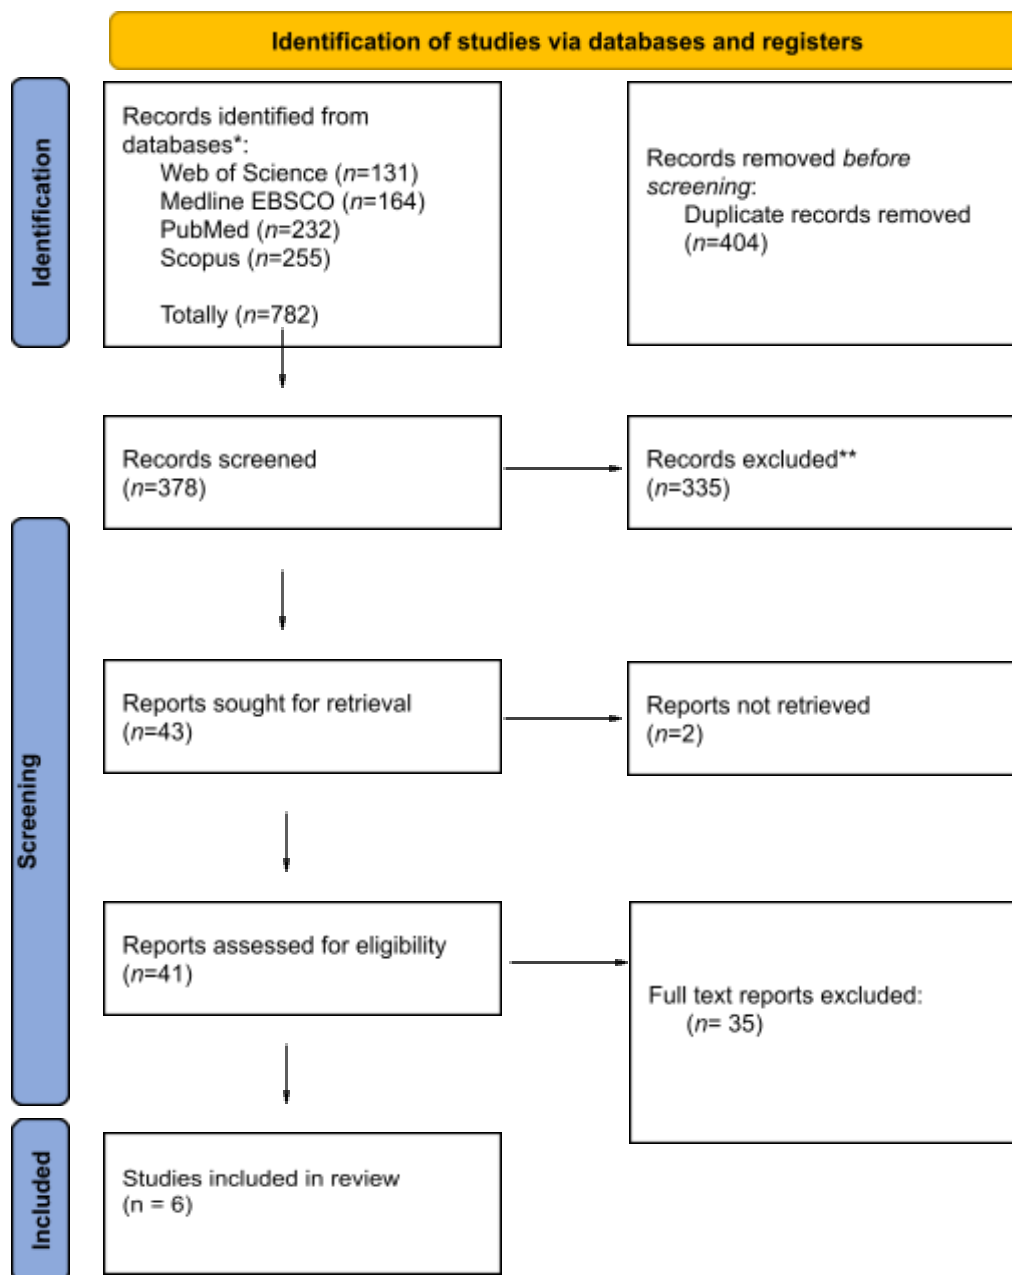 Identification of studies via databases and registers
Identification
Records identified from
databases*:
Web of Science (n=131)
Medline EBSCO (n=164)
PubMed (n=232)
Scopus (n=255)
Totally (n=782)
Records removed before
screening:
Duplicate records removed
(n=404)
Records screened
(n=378)
Records excluded**
(n=335)
Screening
Reports sought for retrieval
(n=43)
Reports not retrieved
(n=2)
Reports assessed for eligibility
(n=41)
Full text reports excluded:
(n= 35)
Included
Studies included in review
(n = 6)